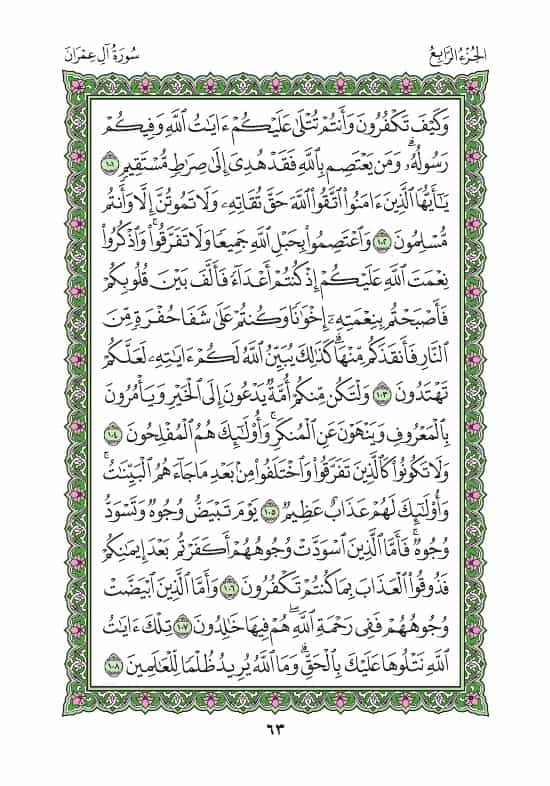 الجُزْءُ الرَّابِعُ
سُورَةُ آلِ عِمْرَانَ
وَكَيْفَ تَكْفُرُونَ وَأَنتُمْ تُتْلَىٰ عَلَيْكُمْ ءَايَٰتُ ٱللَّهِ وَفِيكُمْ
رَسُولُهُۥۗ وَمَن يَعْتَصِم بِٱللَّهِ فَقَدْ هُدِىَ إِلَىٰ صِرَٰطٍ مُّسْتَقِيمٍ ١٠١
يَٰٓأَيُّهَا ٱلَّذِينَ ءَامَنُوا۟ ٱتَّقُوا۟ ٱللَّهَ حَقَّ تُقَاتِهِۦ وَلَا تَمُوتُنَّ إِلَّا وَأَنتُم
مُّسْلِمُونَ ١٠٢ وَٱعْتَصِمُوا۟ بِحَبْلِ ٱللَّهِ جَمِيعًا وَلَا تَفَرَّقُوا۟ۚ وَٱذْكُرُوا۟
نِعْمَتَ ٱللَّهِ عَلَيْكُمْ إِذْ كُنتُمْ أَعْدَآءً فَأَلَّفَ بَيْنَ قُلُوبِكُمْ
فَأَصْبَحْتُم بِنِعْمَتِهِۦٓ إِخْوَٰنًا وَكُنتُمْ عَلَىٰ شَفَا حُفْرَةٍ مِّنَ
ٱلنَّارِ فَأَنقَذَكُم مِّنْهَاۗ كَذَٰلِكَ يُبَيِّنُ ٱللَّهُ لَكُمْ ءَايَٰتِهِۦ لَعَلَّكُمْ
تَهْتَدُونَ ١٠٣ وَلْتَكُن مِّنكُمْ أُمَّةٌ يَدْعُونَ إِلَى ٱلْخَيْرِ وَيَأْمُرُونَ
بِٱلْمَعْرُوفِ وَيَنْهَوْنَ عَنِ ٱلْمُنكَرِۚ وَأُو۟لَٰٓئِكَ هُمُ ٱلْمُفْلِحُونَ ١٠٤
وَلَا تَكُونُوا۟ كَٱلَّذِينَ تَفَرَّقُوا۟ وَٱخْتَلَفُوا۟ مِنۢ بَعْدِ مَا جَآءَهُمُ ٱلْبَيِّنَٰتُۚ
وَأُو۟لَٰٓئِكَ لَهُمْ عَذَابٌ عَظِيمٌ ١٠٥ يَوْمَ تَبْيَضُّ وُجُوهٌ وَتَسْوَدُّ
وُجُوهٌۚ فَأَمَّا ٱلَّذِينَ ٱسْوَدَّتْ وُجُوهُهُمْ أَكَفَرْتُم بَعْدَ إِيمَٰنِكُمْ
فَذُوقُوا۟ ٱلْعَذَابَ بِمَا كُنتُمْ تَكْفُرُونَ ١٠٦ وَأَمَّا ٱلَّذِينَ ٱبْيَضَّتْ
وُجُوهُهُمْ فَفِى رَحْمَةِ ٱللَّهِۖ هُمْ فِيهَا خَٰلِدُونَ ١٠٧ تِلْكَ ءَايَٰتُ
ٱللَّهِ نَتْلُوهَا عَلَيْكَ بِٱلْحَقِّۗ وَمَا ٱللَّهُ يُرِيدُ ظُلْمًا لِّلْعَٰلَمِينَ ١٠٨
٦٣